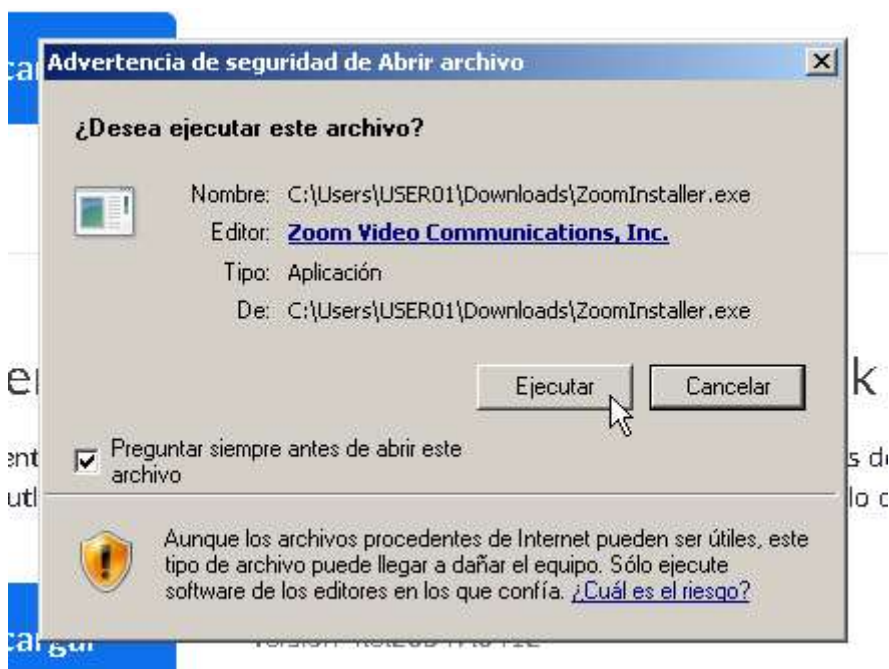 Advertencia de seguridad de Abrir archivo
¿Desea ejecutar este archivo?
Nombre: C:\Users\USER01\Downloads\ZoomInstaller.exe
Editor: Zoom Video Communications, Inc.
Tipo: Aplicación
De: C:\Users\USER01\Downloads\ZoomInstaller.exe
Ejecutar Cancelar
Preguntar siempre antes de abrir este
archivo
Aunque los archivos procedentes de Internet pueden ser útiles, este
tipo de archivo puede llegar a dañar el equipo. Sólo ejecute
software de los editores en los que confía. ¿Cuál es el riesgo?